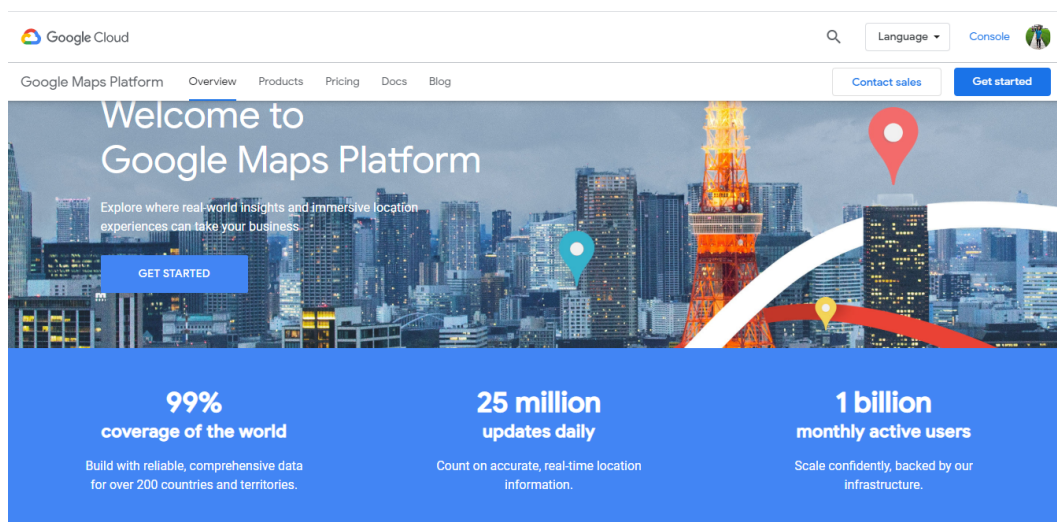 Google Cloud
Language
Console
Google Maps Platform Overview Products Pricing Docs Blog
Contact sales
Get started
Welcome to
Google Maps Platform
Explore where real-world insights and immersive location
experiences can take your business
GET STARTED
99%
coverage of the world
Build with reliable, comprehensive data
for over 200 countries and territories.
25 million
updates daily
Count on accurate, real-time location
information.
1 billion
monthly active users
Scale confidently, backed by our
infrastructure.